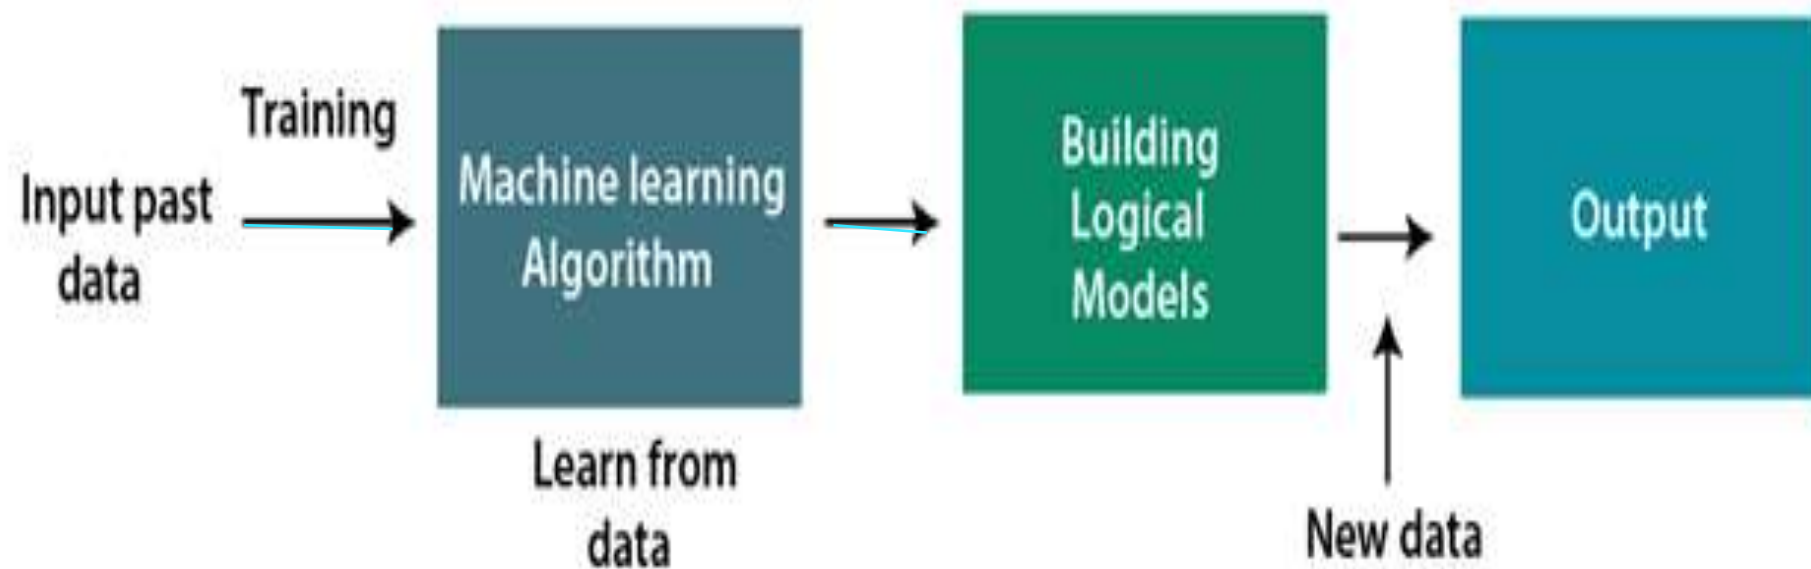 Training
Input past
data
Machine learning
Algorithm
Learn from
data
Building
Logical
Models
New data
Output